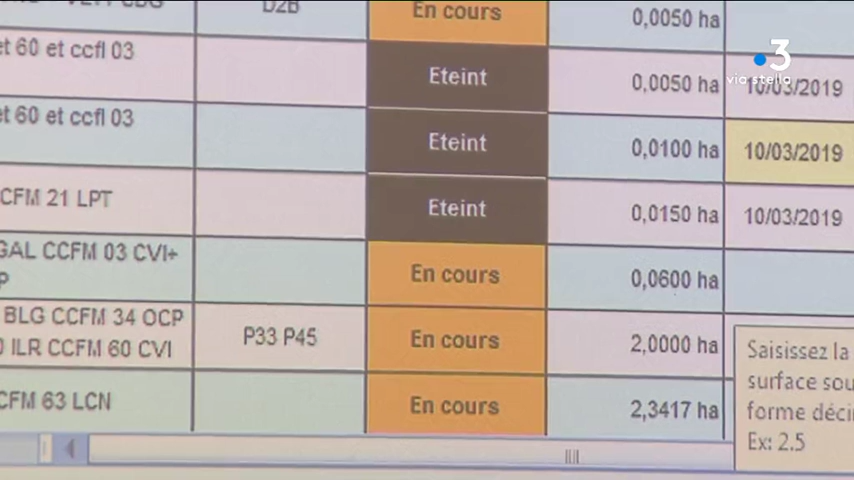 D2B En cours 0,0050 ha
et 60 et ccfl 03 Eteint 0,0050 ha 10/03/2019
et 60 et ccfl 03 Eteint 0,0100 ha 10/03/2019
CFM 21 LPT Eteint 0,0150 ha 10/03/2019
GAL CCFM 03 CVI+
P
En cours 0,0600 ha
BLG CCFM 34 OCP
ILR CCFM 60 CVI
P33 P45 En cours 2,0000 ha
CFM 63 LCN En cours 2,3417 ha
Saisissez la
surface sou
forme déci
Ex: 2.5
3
via stella